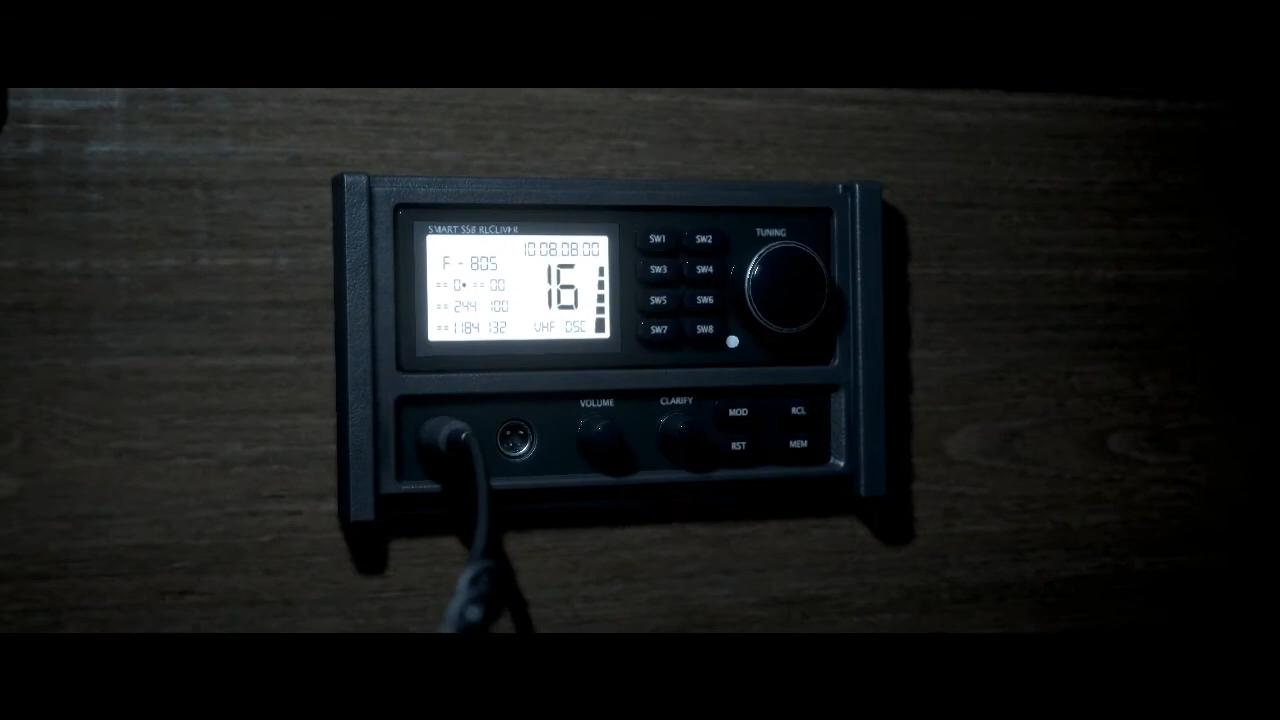 SMART SSB RECEIVER
10:08:08:00
F - 805
16
== 0• == 00
== 244 100
== 1184 132
VHF DSC
SW1 SW2
SW3 SW4
SW5 SW6
SW7 SW8
TUNING
VOLUME
CLARIFY
MOD RCL
RST MEM